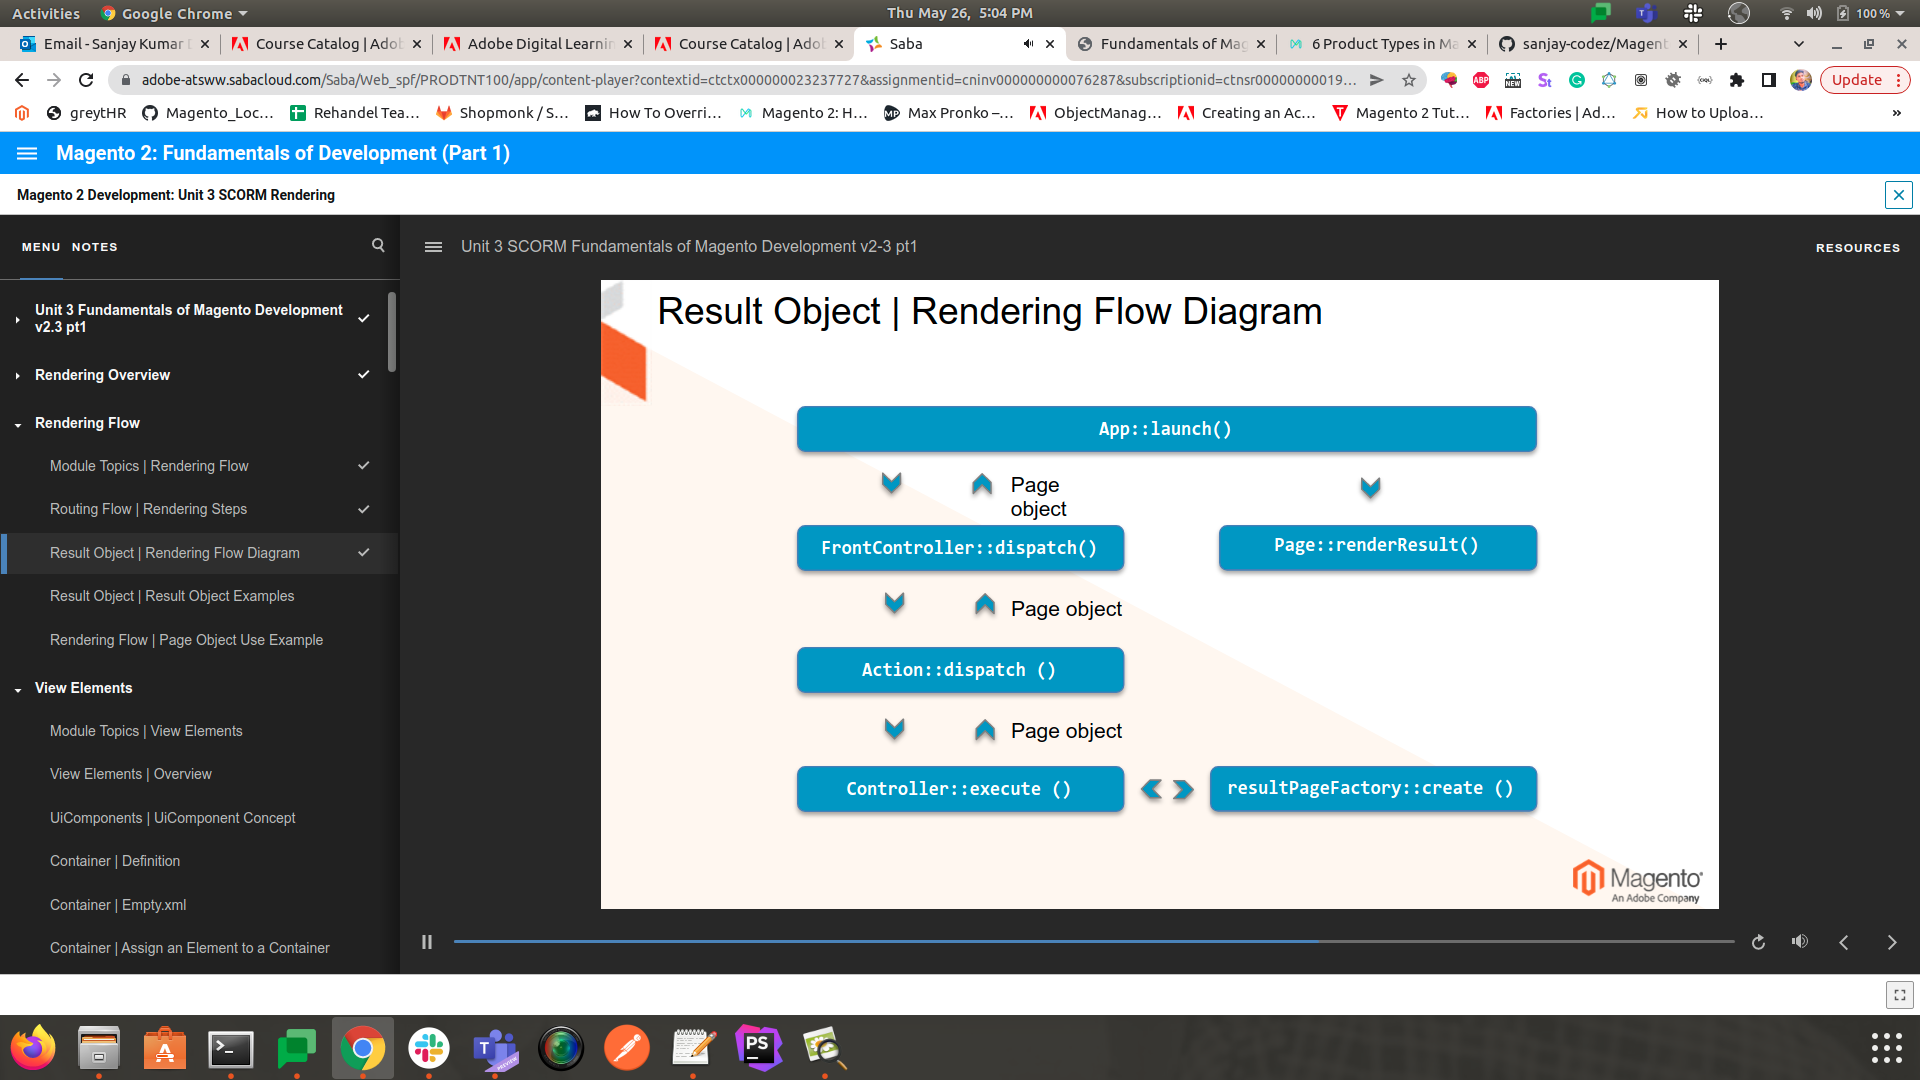 Activities
Google Chrome
Thu May 26, 5:04 PM
100 %
Email - Sanjay Kumar
Course Catalog | Adob
Adobe Digital Learnin
Course Catalog | Adob
Saba
Fundamentals of Mag
6 Product Types in Ma
sanjay-codez/Magent
adobe-atsww.sabacloud.com/Saba/Web_spf/PRODTNT100/app/content-player?contextid=ctctx000000023237727&assignmentid=cninv000000000076287&subscriptionid=ctnsr00000000019...
ABP
NEW
St
Update
greytHR
Magento_Loc...
Rehandel Tea...
Shopmonk / S...
How To Overri...
Magento 2: H...
Max Pronko –...
ObjectManag...
Creating an Ac...
Magento 2 Tut...
Factories | Ad...
How to Uploa...
»
Magento 2: Fundamentals of Development (Part 1)
Magento 2 Development: Unit 3 SCORM Rendering
MENU
NOTES
Unit 3 SCORM Fundamentals of Magento Development v2-3 pt1
RESOURCES
Unit 3 Fundamentals of Magento Development
v2.3 pt1
Rendering Overview
Rendering Flow
Module Topics | Rendering Flow
Routing Flow | Rendering Steps
Result Object | Rendering Flow Diagram
Result Object | Result Object Examples
Rendering Flow | Page Object Use Example
View Elements
Module Topics | View Elements
View Elements | Overview
UiComponents | UiComponent Concept
Container | Definition
Container | Empty.xml
Container | Assign an Element to a Container
Result Object | Rendering Flow Diagram
App::launch()
Page
object
FrontController::dispatch()
Page::renderResult()
Page object
Action::dispatch ()
Page object
Controller::execute ()
resultPageFactory::create ()
Magento
An Adobe Company
T
PREVIEW
PS